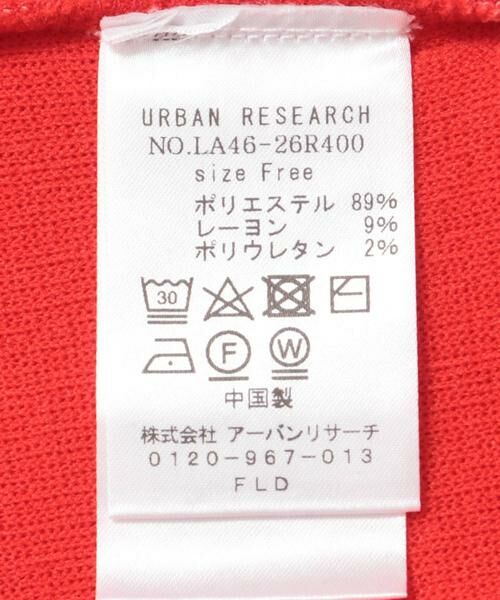 URBAN RESEARCH
NO.LA46-26R400
size Free
ポリエステル 89%
レーヨン 9%
ポリウレタン 2%
30
F W
中国製
株式会社 アーバンリサーチ
0120-967-013
FLD